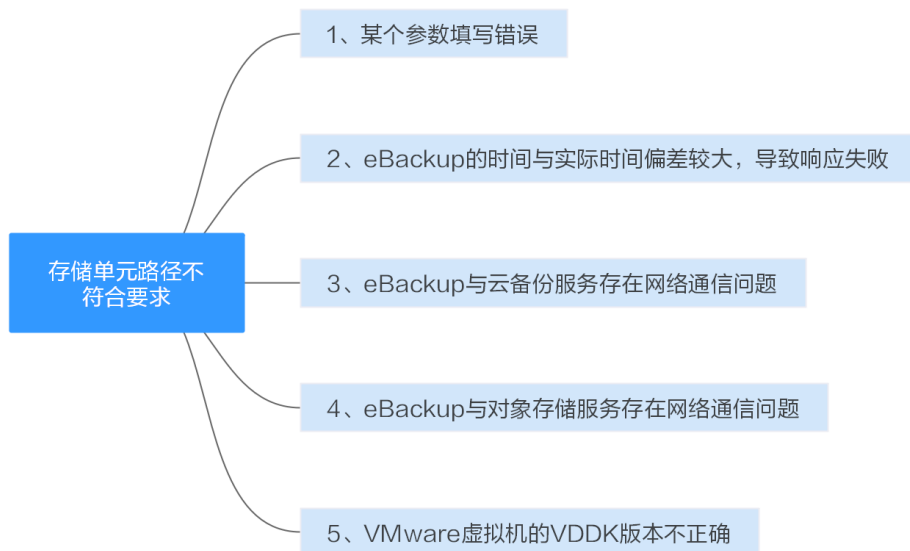 1、某个参数填写错误
2、eBackup的时间与实际时间偏差较大，导致响应失败
存储单元路径不
符合要求
3、eBackup与云备份服务存在网络通信问题
4、eBackup与对象存储服务存在网络通信问题
5、VMware虚拟机的VDDK版本不正确